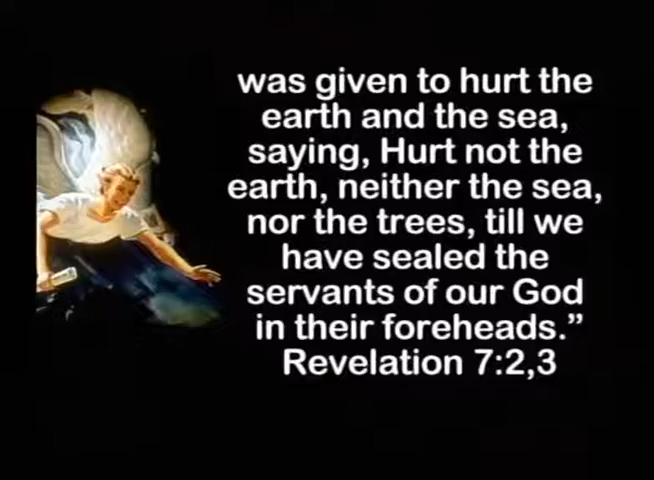 was given to hurt the
earth and the sea,
saying, Hurt not the
earth, neither the sea,
nor the trees, till we
have sealed the
servants of our God
in their foreheads.”
Revelation 7:2,3